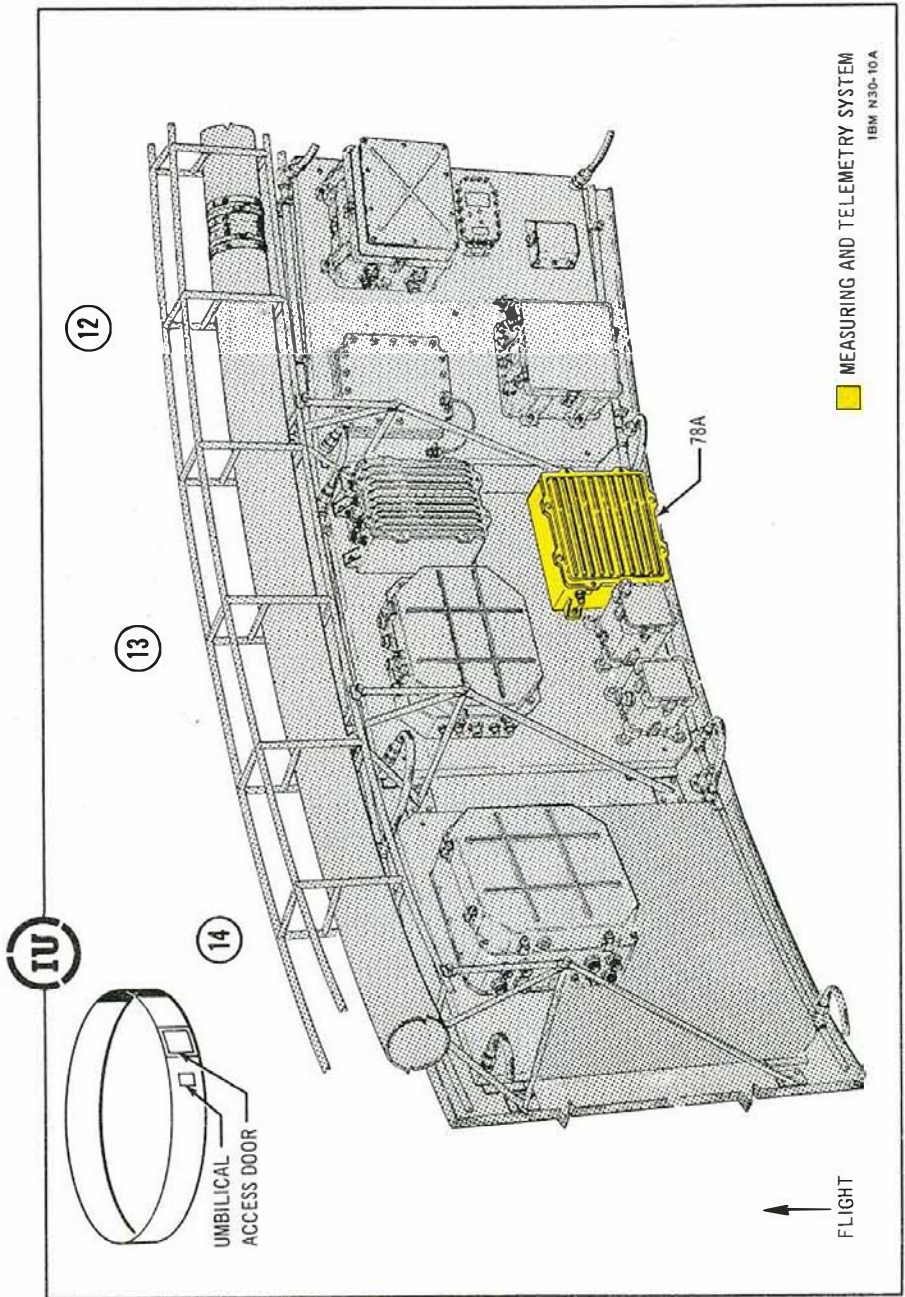 IU
UMBILICAL
ACCESS DOOR
14
13
12
78A
FLIGHT
MEASURING AND TELEMETRY SYSTEM
IBM N30-10A